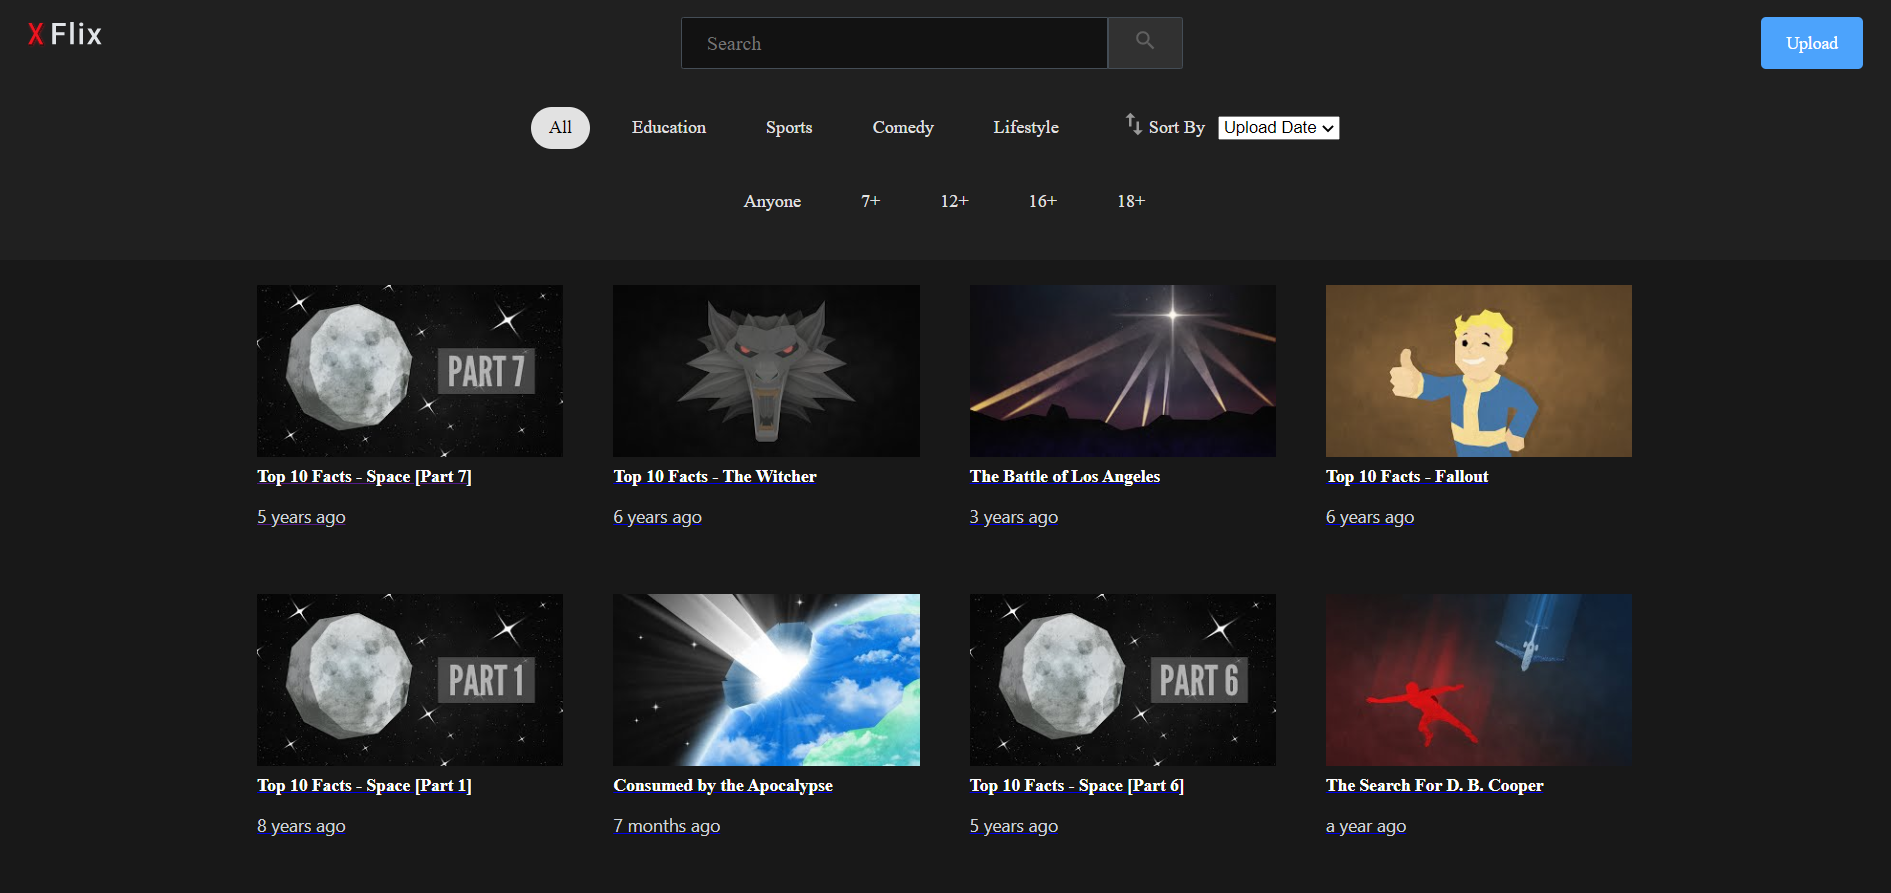 X Flix
Search
Upload
All Education Sports Comedy Lifestyle Sort By Upload Date
Anyone 7+ 12+ 16+ 18+
PART 7
Top 10 Facts - Space [Part 7] Top 10 Facts - The Witcher The Battle of Los Angeles Top 10 Facts - Fallout
5 years ago 6 years ago 3 years ago 6 years ago
PART 1 PART 6
Top 10 Facts - Space [Part 1] Consumed by the Apocalypse Top 10 Facts - Space [Part 6] The Search For D. B. Cooper
8 years ago 7 months ago 5 years ago a year ago